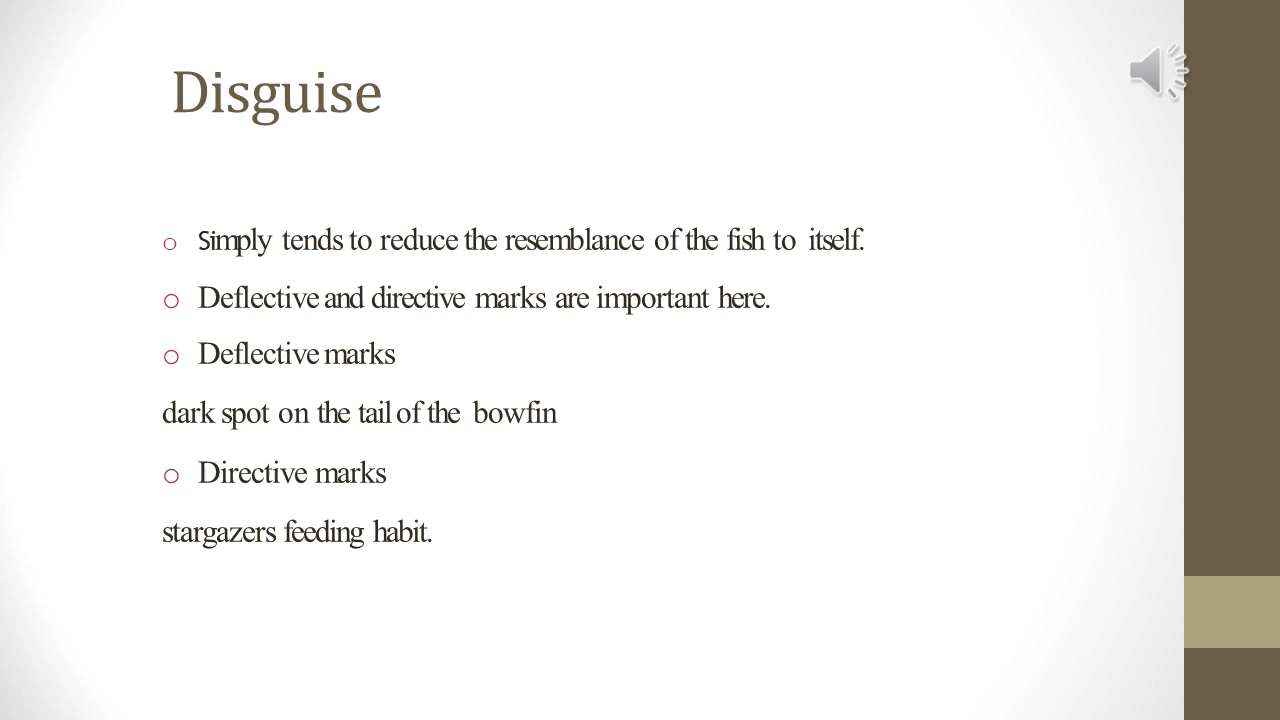 Disguise
o Simply tends to reduce the resemblance of the fish to itself.
o Deflective and directive marks are important here.
o Deflective marks
dark spot on the tail of the bowfin
o Directive marks
stargazers feeding habit.